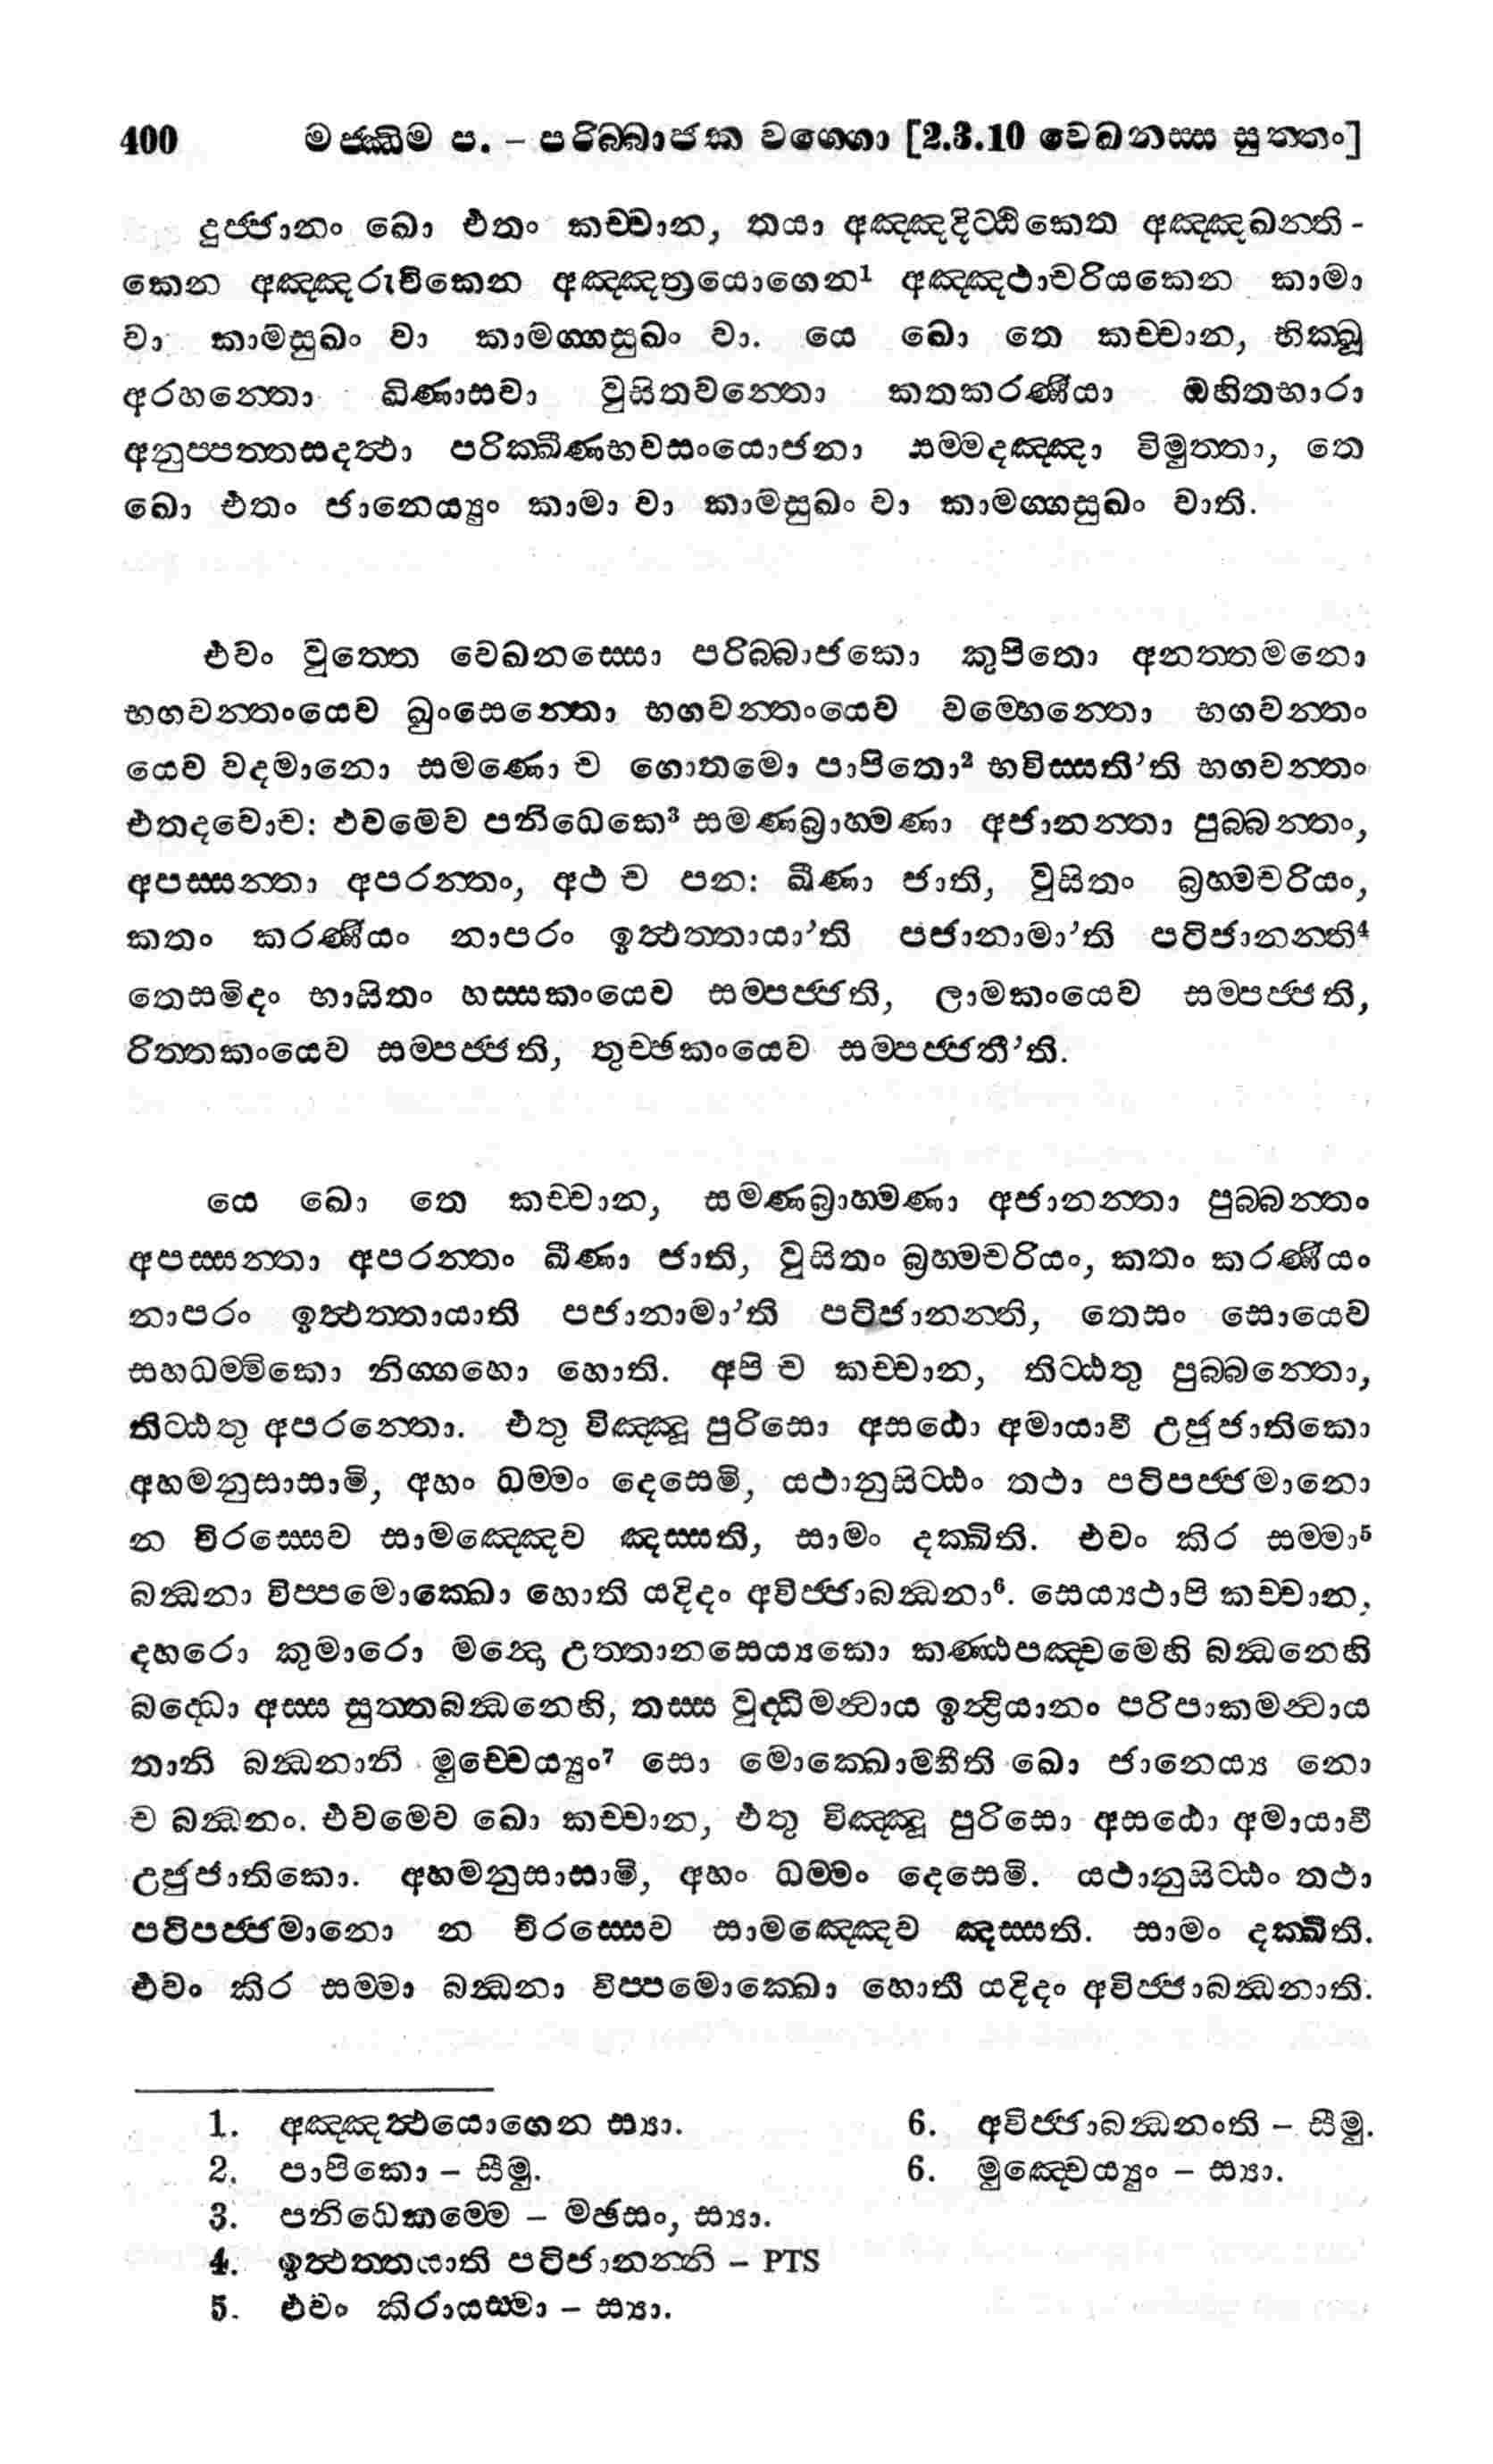 400 මජ්ඣිම ප. – පරිබ්බාජක වග්ගො [2.3.10 වෙඛනස්ස සුත්තං]
දුජ්ජානං ඛො එතං කච්චාන, තයා අඤ්ඤදිට්ඨිකෙන අඤ්ඤඛන්ති-
කෙන අඤ්ඤරුචිකෙන අඤ්ඤත්‍රයොගෙන¹ අඤ්ඤථාචරියකෙන කාමා
වා කාමසුඛං වා කාමග්ගසුඛං වා. යෙ ඛො තෙ කච්චාන, භික්ඛූ
අරහන්තො ඛිණාසවා වුසිතවන්තො කතකරණීයා ඔහිතභාරා
අනුප්පත්තසදත්ථා පරික්ඛීණභවසංයොජනා සම්මදඤ්ඤා විමුත්තා, තෙ
ඛො එතං ජානෙය්‍යුං කාමා වා කාමසුඛං වා කාමග්ගසුඛං වාති.
එවං වුත්තෙ වෙඛනස්සො පරිබ්බාජකො කුපිතො අනත්තමනො
භගවන්තංයෙව ඛුංසෙන්තො භගවන්තංයෙව වම්හෙන්තො භගවන්තං
යෙව වදමානො සමණො ච ගොතමො පාපිතො² භවිස්සති’ති භගවන්තං
එතදවොච: එවමෙව පනිධෙකෙ³ සමණබ්‍රාහ්මණා අජානන්තා පුබ්බන්තං,
අපස්සන්තා අපරන්තං, අථ ච පන: ඛීණා ජාති, වුසිතං බ්‍රහ්මචරියං,
කතං කරණීයං නාපරං ඉත්ථත්තායා’ති පජානාමා’ති පටිජානන්ති⁴
තෙසමිදං භාසිතං හස්සකංයෙව සම්පජ්ජති, ලාමකංයෙව සම්පජ්ජති,
රිත්තකංයෙව සම්පජ්ජති, තුච්ඡකංයෙව සම්පජ්ජතී’ති.
යෙ ඛො තෙ කච්චාන, සමණබ්‍රාහ්මණා අජානන්තා පුබ්බන්තං
අපස්සන්තා අපරන්තං ඛීණා ජාති, වුසිතං බ්‍රහ්මචරියං, කතං කරණීයං
නාපරං ඉත්ථත්තායාති පජානාමා’ති පටිජානන්ති, තෙසං සොයෙව
සහධම්මිකො නිග්ගහො හොති. අපි ච කච්චාන, තිට්ඨතු පුබ්බන්තො,
තිට්ඨතු අපරන්තො. එතු විඤ්ඤූ පුරිසො අසඨො අමායාවී උජුජාතිකො
අහමනුසාසාමි, අහං ධම්මං දෙසෙමි, යථානුසිට්ඨං තථා පටිපජ්ජමානො
න චිරස්සෙව සාමඤ්ඤෙව ඤස්සති, සාමං දක්ඛිති. එවං කිර සම්මා⁵
බන්ධනා විප්පමොක්ඛො හොති යදිදං අවිජ්ජාබන්ධනා⁶. සෙය්‍යථාපි කච්චාන,
දහරො කුමාරො මන්දො උත්තානසෙය්‍යකො කණ්ඨපඤ්චමෙහි බන්ධනෙහි
බද්ධො අස්ස සුත්තබන්ධනෙහි, තස්ස වුද්ධිමන්වාය ඉන්ද්‍රියානං පරිපාකමන්වාය
තානි බන්ධනානි මුච්චෙය්‍යුං⁷ සො මොක්ඛොම්හීති ඛො ජානෙය්‍ය නො
ච බන්ධනං. එවමෙව ඛො කච්චාන, එතු විඤ්ඤූ පුරිසො අසඨො අමායාවී
උජුජාතිකො. අහමනුසාසාමි, අහං ධම්මං දෙසෙමි. යථානුසිට්ඨං තථා
පටිපජ්ජමානො න චිරස්සෙව සාමඤ්ඤෙව ඤස්සති. සාමං දක්ඛිති.
එවං කිර සම්මා බන්ධනා විප්පමොක්ඛො හොති යදිදං අවිජ්ජාබන්ධනාති.
1. අඤ්ඤත්ථයොගෙන ස්‍යා.
2. පාපිකො – සීමු.
3. පනිධෙකම්මෙ – මඡසං, ස්‍යා.
4. ඉත්ථත්තයාති පටිජානන්ති – PTS
5. එවං කිරායස්මා – ස්‍යා.
6. අවිජ්ජාබන්ධනංති – සීමු.
6. මුඤ්චෙය්‍යුං – ස්‍යා.